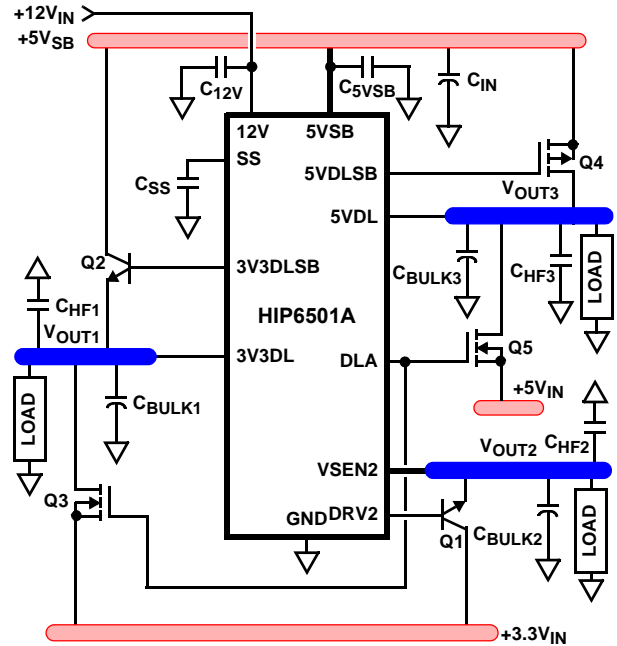 +12VIN
+5VSB
C12V
C5VSB
CIN
12V
5VSB
SS
CSS
5VDLSB
Q4
VOUT3
5VDL
Q2
3V3DLSB
CBULK3
CHF3
LOAD
CHF1
HIP6501A
VOUT1
3V3DL
DLA
Q5
LOAD
CBULK1
+5VIN
VOUT2
CHF2
VSEN2
Q3
GND
DRV2
Q1
CBULK2
LOAD
+3.3VIN